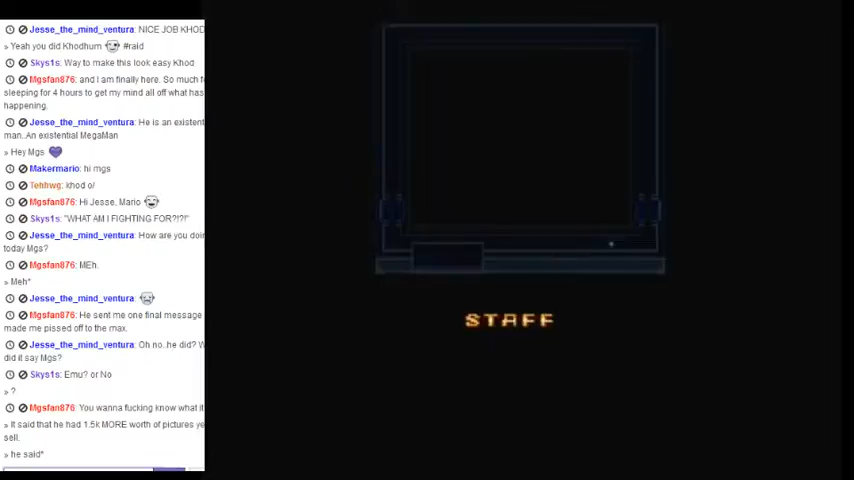 Jesse_the_mind_ventura: NICE JOB KHOD
» Yeah you did Khodhum #raid
Skys1s: Way to make this look easy Khod
Mgsfan876: and I am finally here. So much f
sleeping for 4 hours to get my mind all off what has
happening.
Jesse_the_mind_ventura: He is an existent
man..An existential MegaMan
» Hey Mgs
Makermario: hi mgs
Tehhwg: khod o/
Mgsfan876: Hi Jesse, Mario
Skys1s: "WHAT AM I FIGHTING FOR?!?!"
Jesse_the_mind_ventura: How are you doin
today Mgs?
Mgsfan876: MEh.
» Meh*
Jesse_the_mind_ventura:
Mgsfan876: He sent me one final message
made me pissed off to the max.
Jesse_the_mind_ventura: Oh no..he did? W
did it say Mgs?
Skys1s: Emu? or No
» ?
Mgsfan876: You wanna fucking know what it
» It said that he had 1.5k MORE worth of pictures ye
sell.
» he said*
STAFF